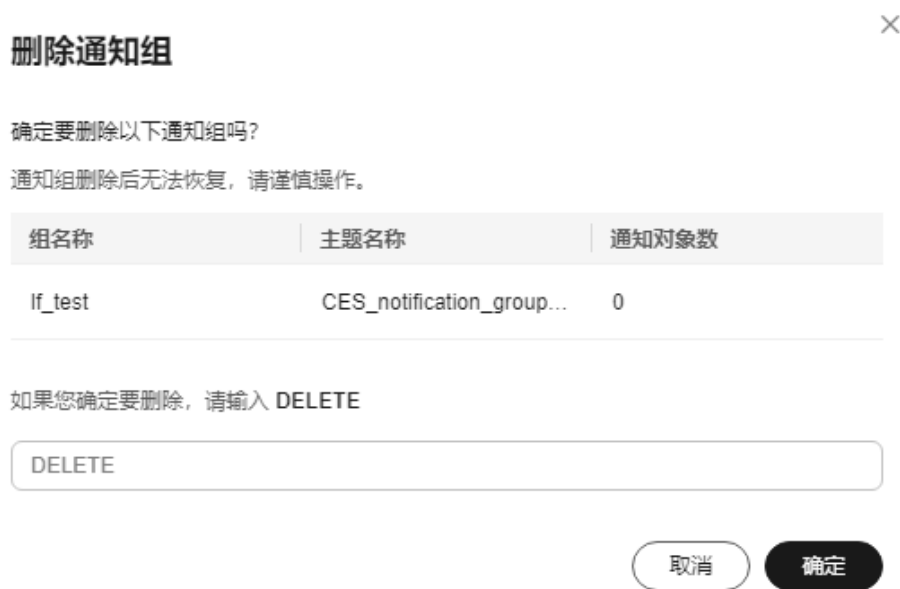 删除通知组
确定要删除以下通知组吗?
通知组删除后无法恢复，请谨慎操作。
组名称 主题名称 通知对象数
lf_test CES_notification_group... 0
如果您确定要删除，请输入 DELETE
DELETE
取消 确定